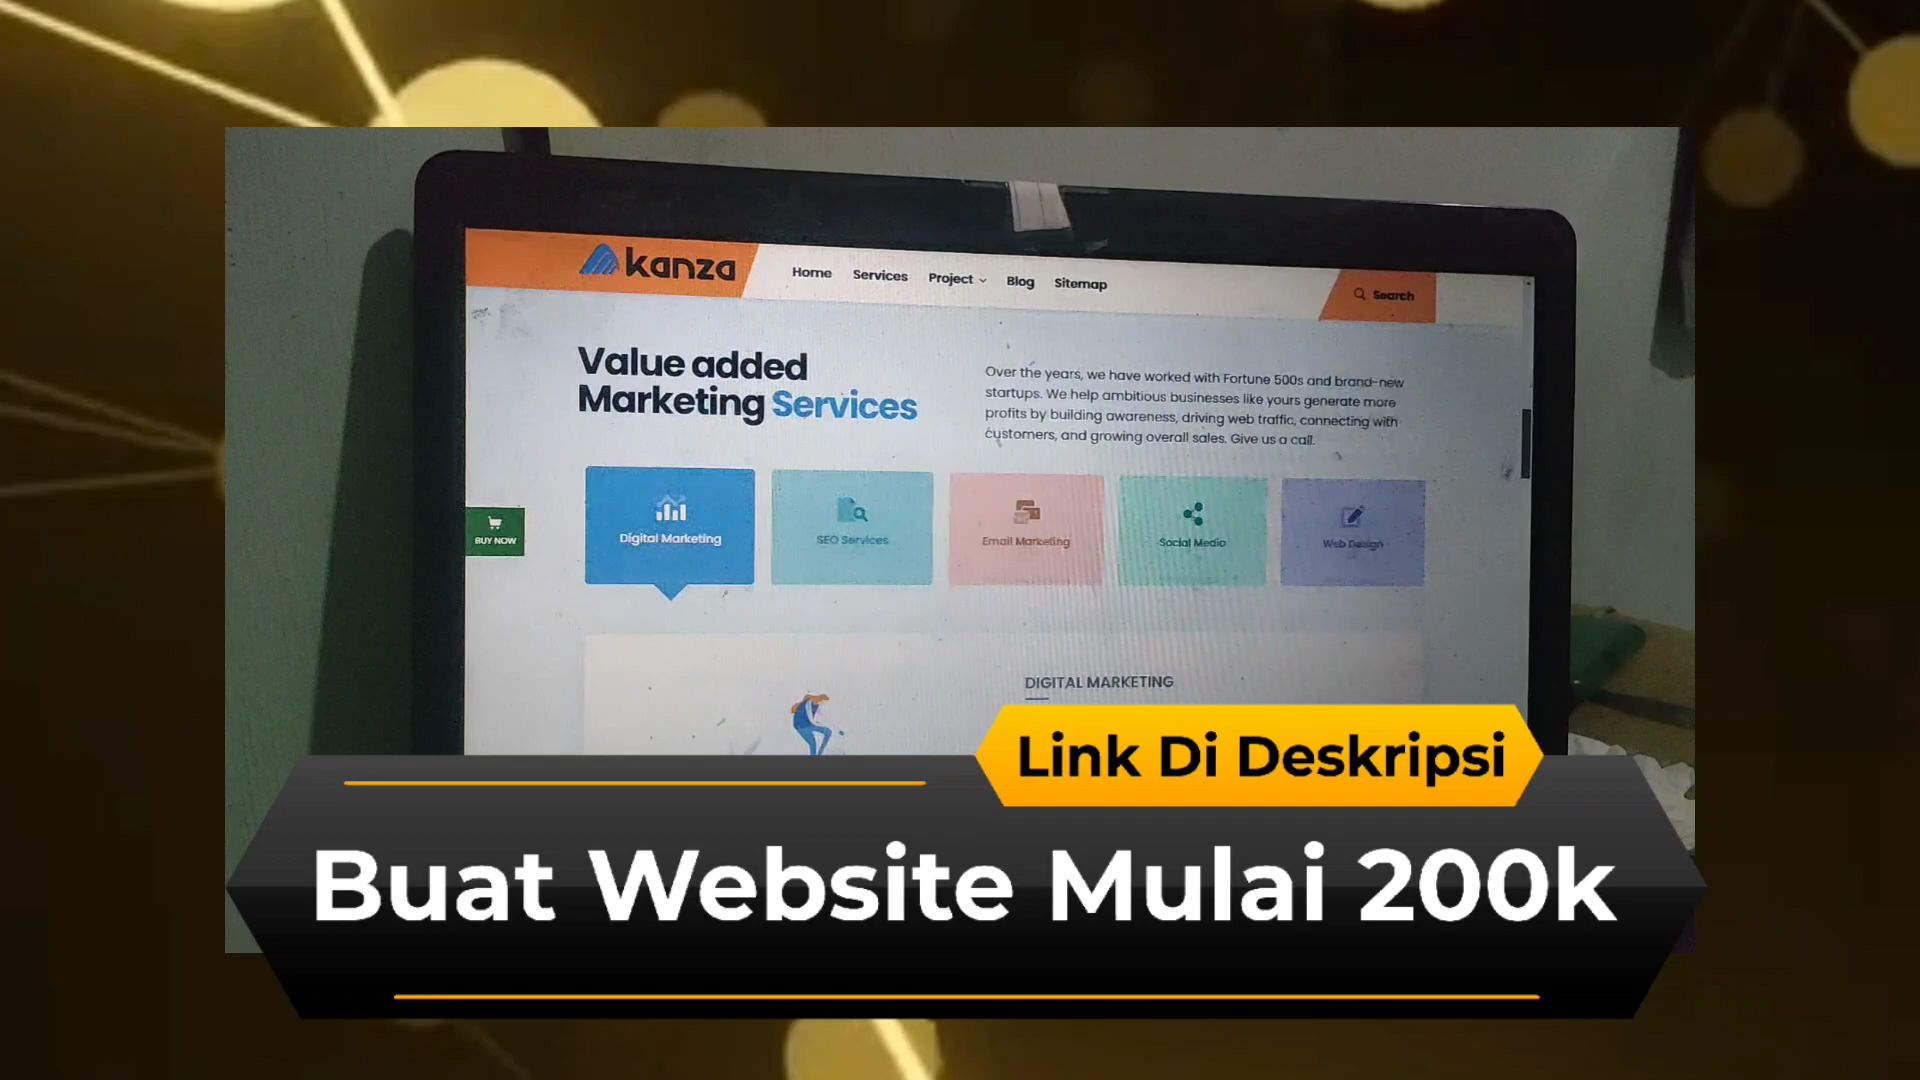 kanza
Home Services Project Blog Sitemap
Search
Value added
Marketing Services
Over the years, we have worked with Fortune 500s and brand-new
startups. We help ambitious businesses like yours generate more
profits by building awareness, driving web traffic, connecting with
customers, and growing overall sales. Give us a call.
BUY NOW
Digital Marketing
SEO Services
Email Marketing
Social Media
Web Design
DIGITAL MARKETING
Link Di Deskripsi
Buat Website Mulai 200k